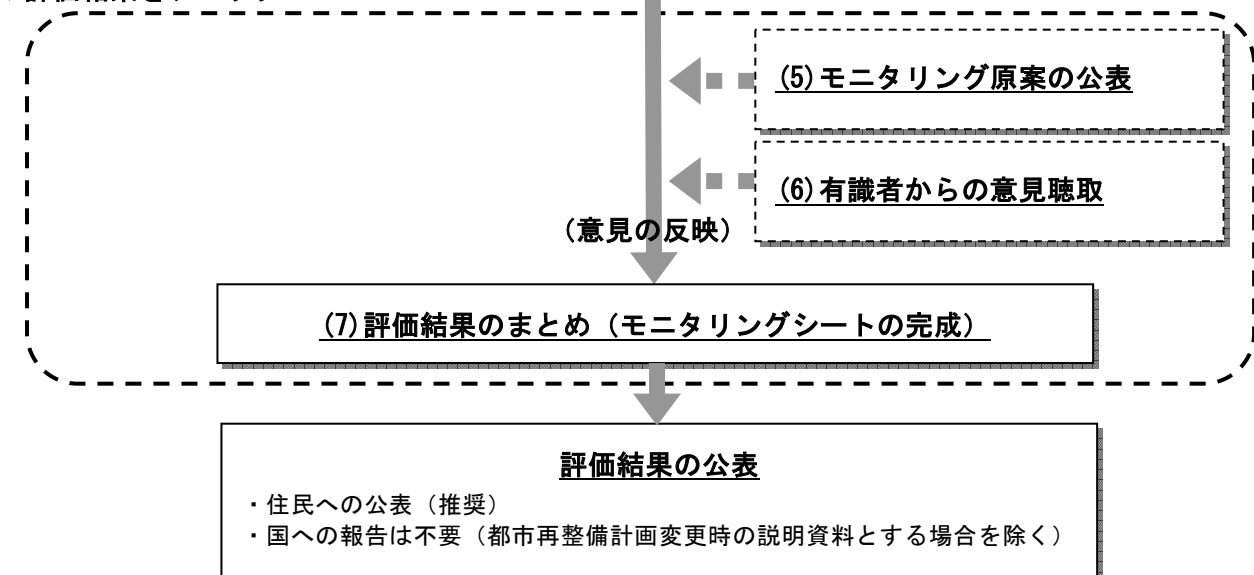 (5)モニタリング原案の公表
(6)有識者からの意見聴取
(意見の反映)
(7)評価結果のまとめ(モニタリングシートの完成)
評価結果の公表
・住民への公表(推奨)
・国への報告は不要(都市再整備計画変更時の説明資料とする場合を除く)